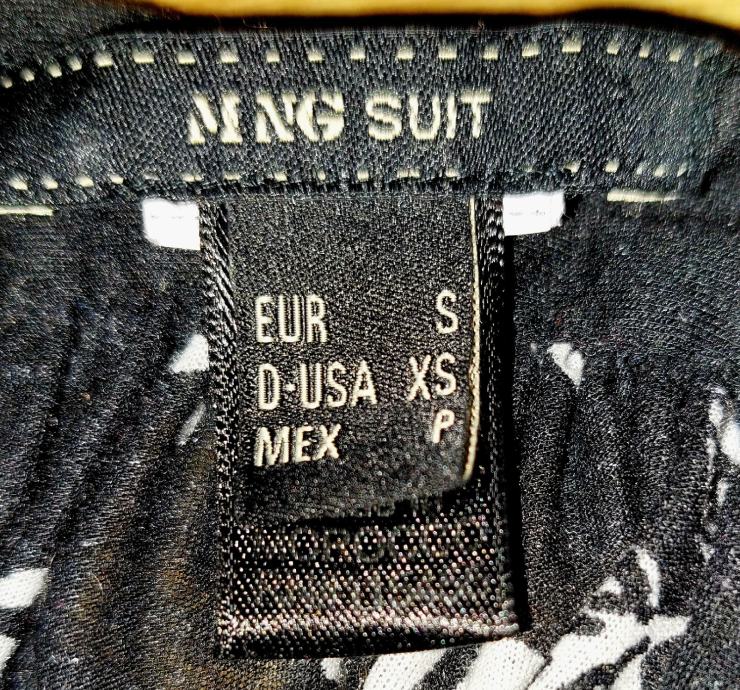 MNG SUIT
EUR S
D-USA XS
MEX P